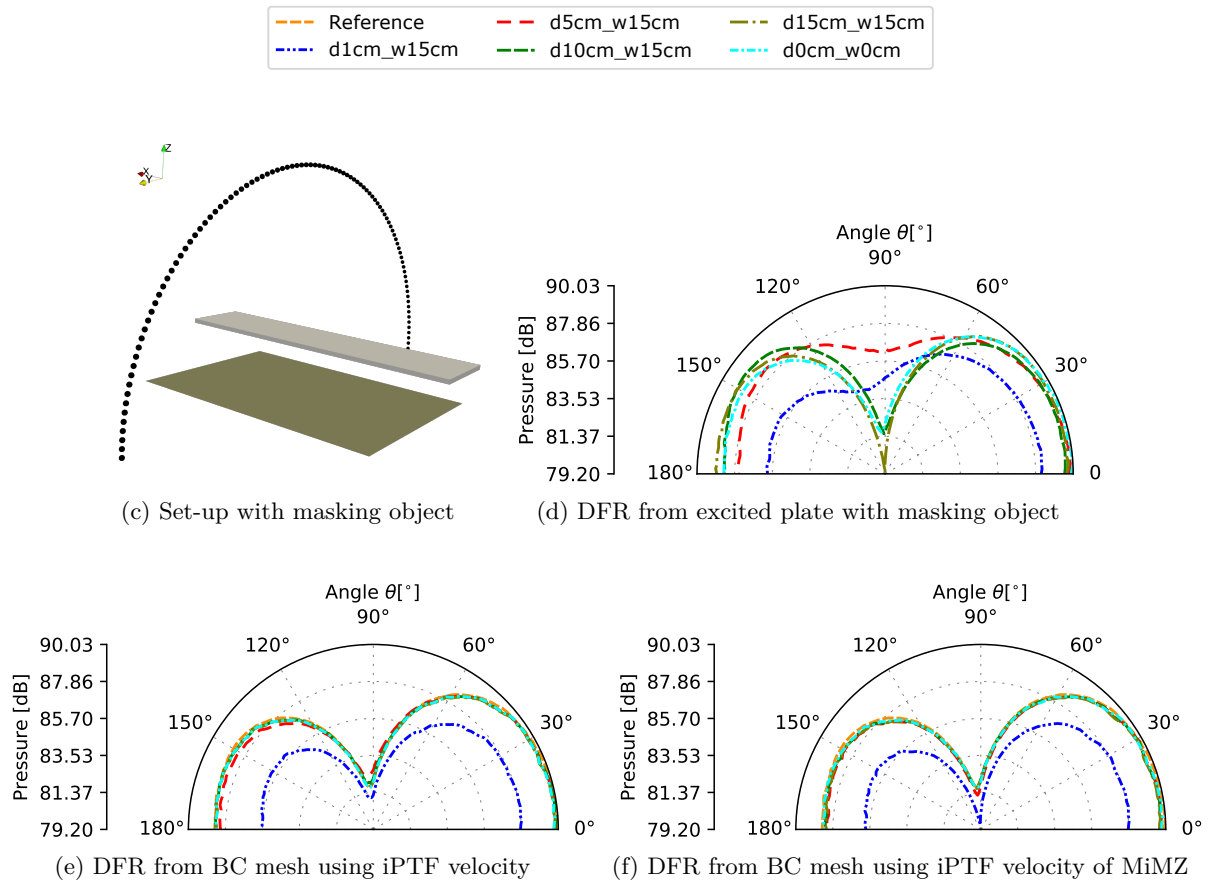 Reference
d1cm_w15cm
d5cm_w15cm
d10cm_w15cm
d15cm_w15cm
d0cm_w0cm
Z
X
Y
(c) Set-up with masking object
Angle θ[°]
90°
120°
60°
150°
30°
180°
0
90.03
87.86
85.70
83.53
81.37
79.20
Pressure [dB]
(d) DFR from excited plate with masking object
Angle θ[°]
90°
120°
60°
150°
30°
180°
0°
90.03
87.86
85.70
83.53
81.37
79.20
Pressure [dB]
(e) DFR from BC mesh using iPTF velocity
Angle θ[°]
90°
120°
60°
150°
30°
180°
0°
90.03
87.86
85.70
83.53
81.37
79.20
Pressure [dB]
(f) DFR from BC mesh using iPTF velocity of MiMZ